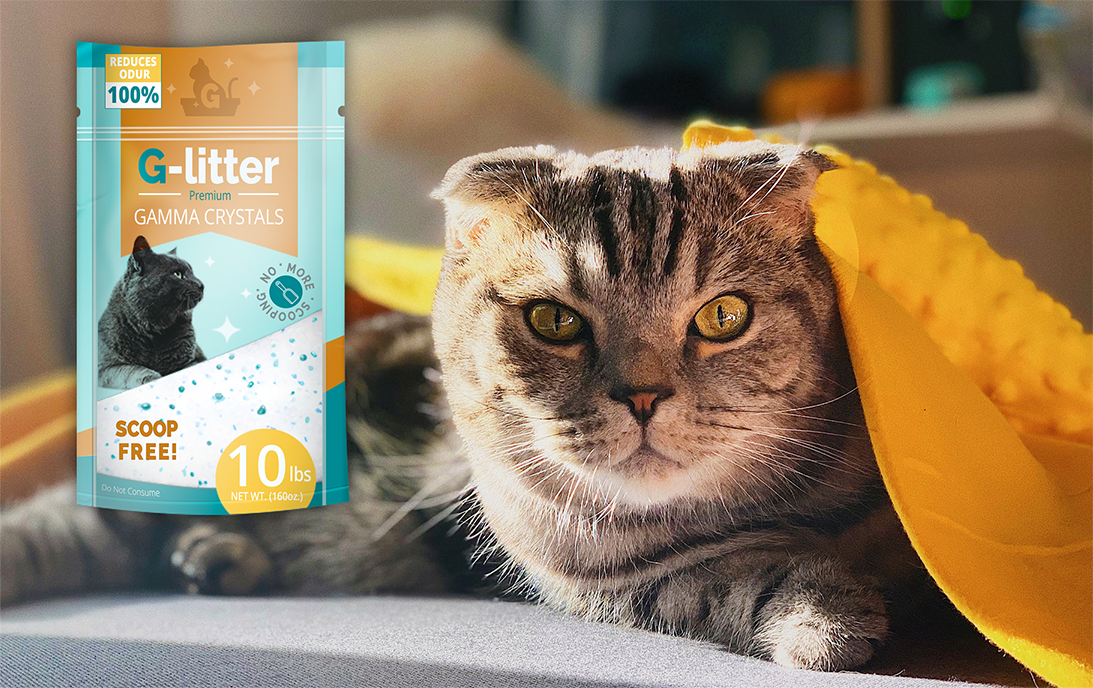 REDUCES
ODUR
100%
G
G-litter
Premium
GAMMA CRYSTALS
NO • MORE • SCOOPING •
SCOOP
FREE!
10 lbs
NET WT. (160oz.)
Do Not Consume